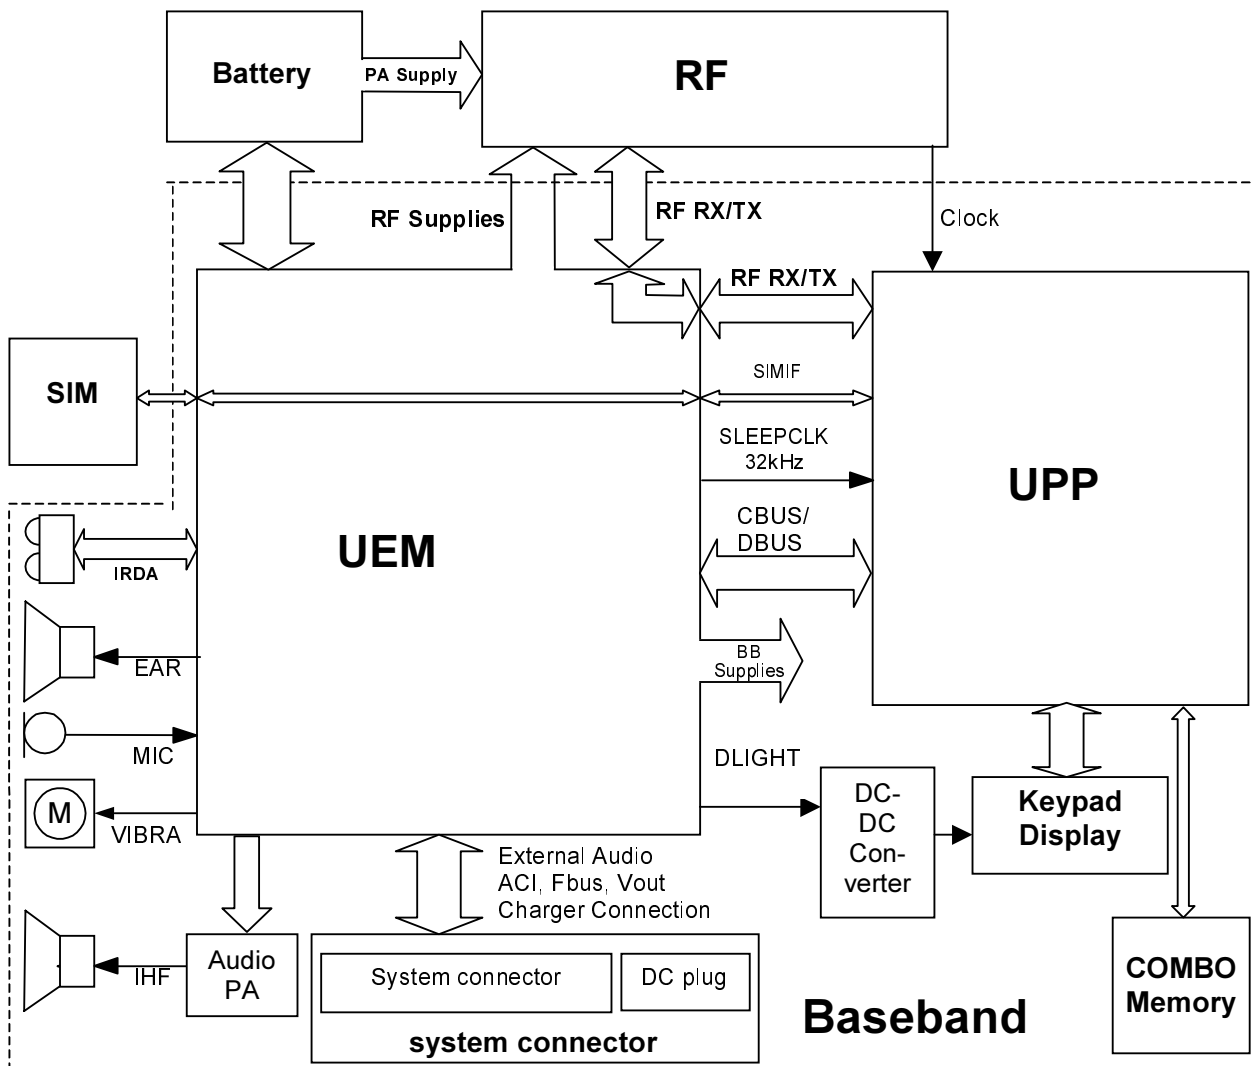 Battery
PA Supply
RF
RF Supplies
RF RX/TX
Clock
RF RX/TX
SIM
SIMIF
SLEEPCLK
32kHz
UPP
CBUS/
DBUS
UEM
IRDA
EAR
BB
Supplies
MIC
DLIGHT
M
VIBRA
DC-
DC
Con-
verter
Keypad
Display
External Audio
ACI, Fbus, Vout
Charger Connection
IHF
Audio
PA
System connector
DC plug
system connector
Baseband
COMBO
Memory